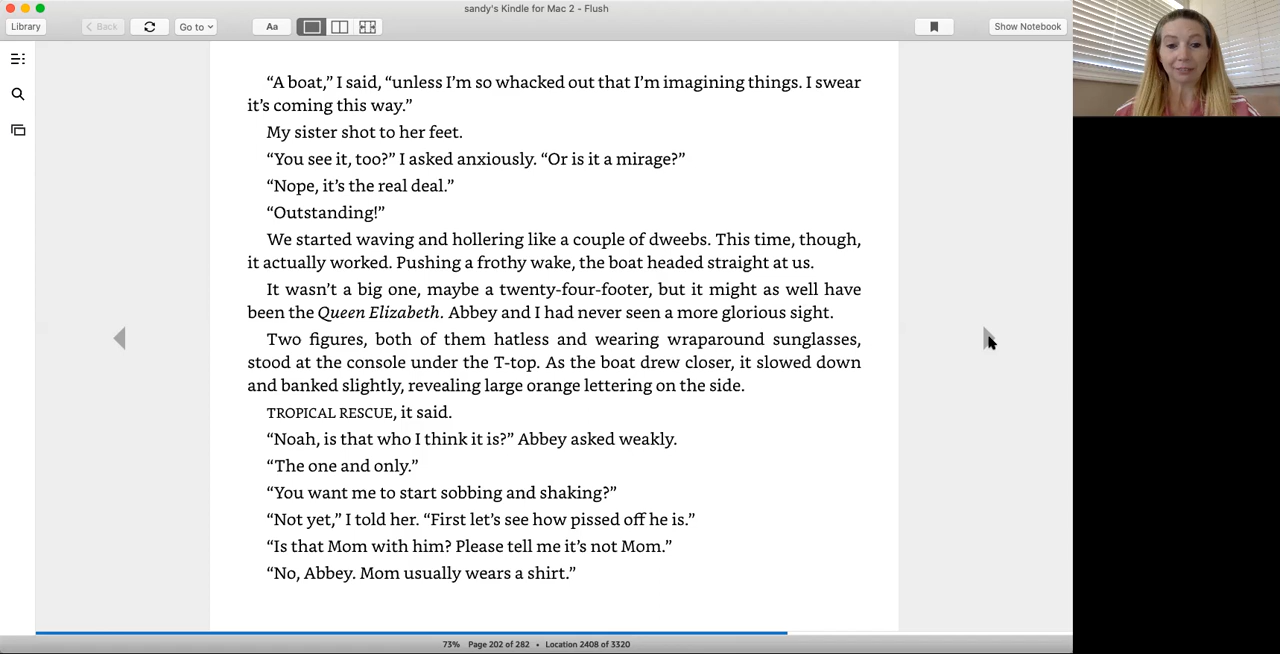 sandy's Kindle for Mac 2 - Flush
Library
Back
Go to
Aa
Show Notebook
“A boat,” I said, “unless I’m so whacked out that I’m imagining things. I swear
it’s coming this way.”
My sister shot to her feet.
“You see it, too?” I asked anxiously. “Or is it a mirage?”
“Nope, it’s the real deal.”
“Outstanding!”
We started waving and hollering like a couple of dweebs. This time, though,
it actually worked. Pushing a frothy wake, the boat headed straight at us.
It wasn’t a big one, maybe a twenty-four-footer, but it might as well have
been the Queen Elizabeth. Abbey and I had never seen a more glorious sight.
Two figures, both of them hatless and wearing wraparound sunglasses,
stood at the console under the T-top. As the boat drew closer, it slowed down
and banked slightly, revealing large orange lettering on the side.
TROPICAL RESCUE, it said.
“Noah, is that who I think it is?” Abbey asked weakly.
“The one and only.”
“You want me to start sobbing and shaking?”
“Not yet,” I told her. “First let’s see how pissed off he is.”
“Is that Mom with him? Please tell me it’s not Mom.”
“No, Abbey. Mom usually wears a shirt.”
73% Page 202 of 282 • Location 2408 of 3320